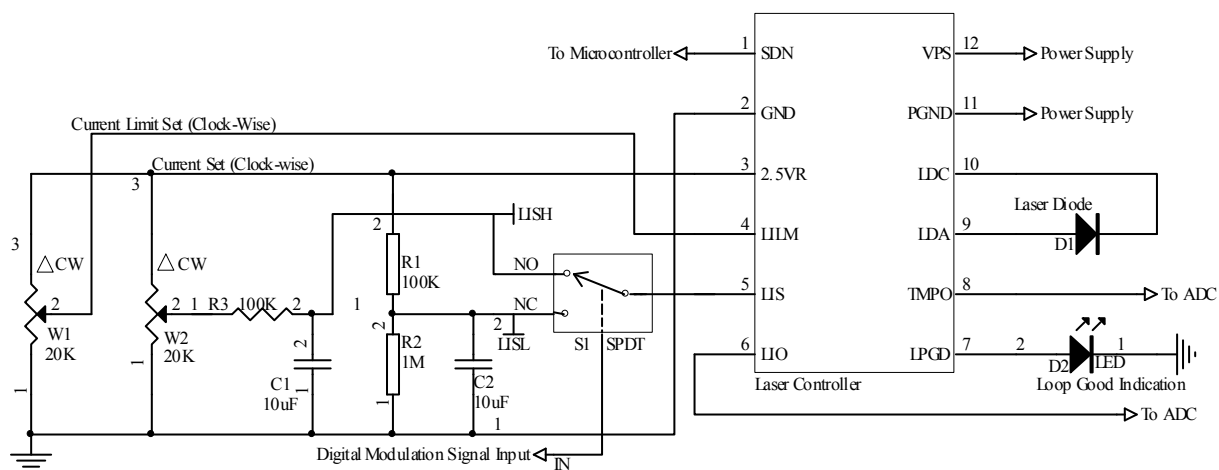 To Microcontroller
1
SDN
VPS
12
Power Supply
2
GND
PGND
11
Power Supply
Current Limit Set (Clock-Wise)
Current Set (Clock-wise)
3
3
2.5VR
LDC
10
2
LISH
4
LILM
Laser Diode
LDA
9
D1
3
△CW
△CW
R1
100K
NO
2
W1
20K
2
W2
20K
1
R3
100K
2
1
NC
5
LIS
TMPO
8
To ADC
2
R2
1M
2
LISL
S1
SPDT
6
LIO
LPGD
7
2
1
D2
LED
Laser Controller
Loop Good Indication
1
1
2
C1
10uF
1
1
C2
10uF
1
To ADC
Digital Modulation Signal Input
IN